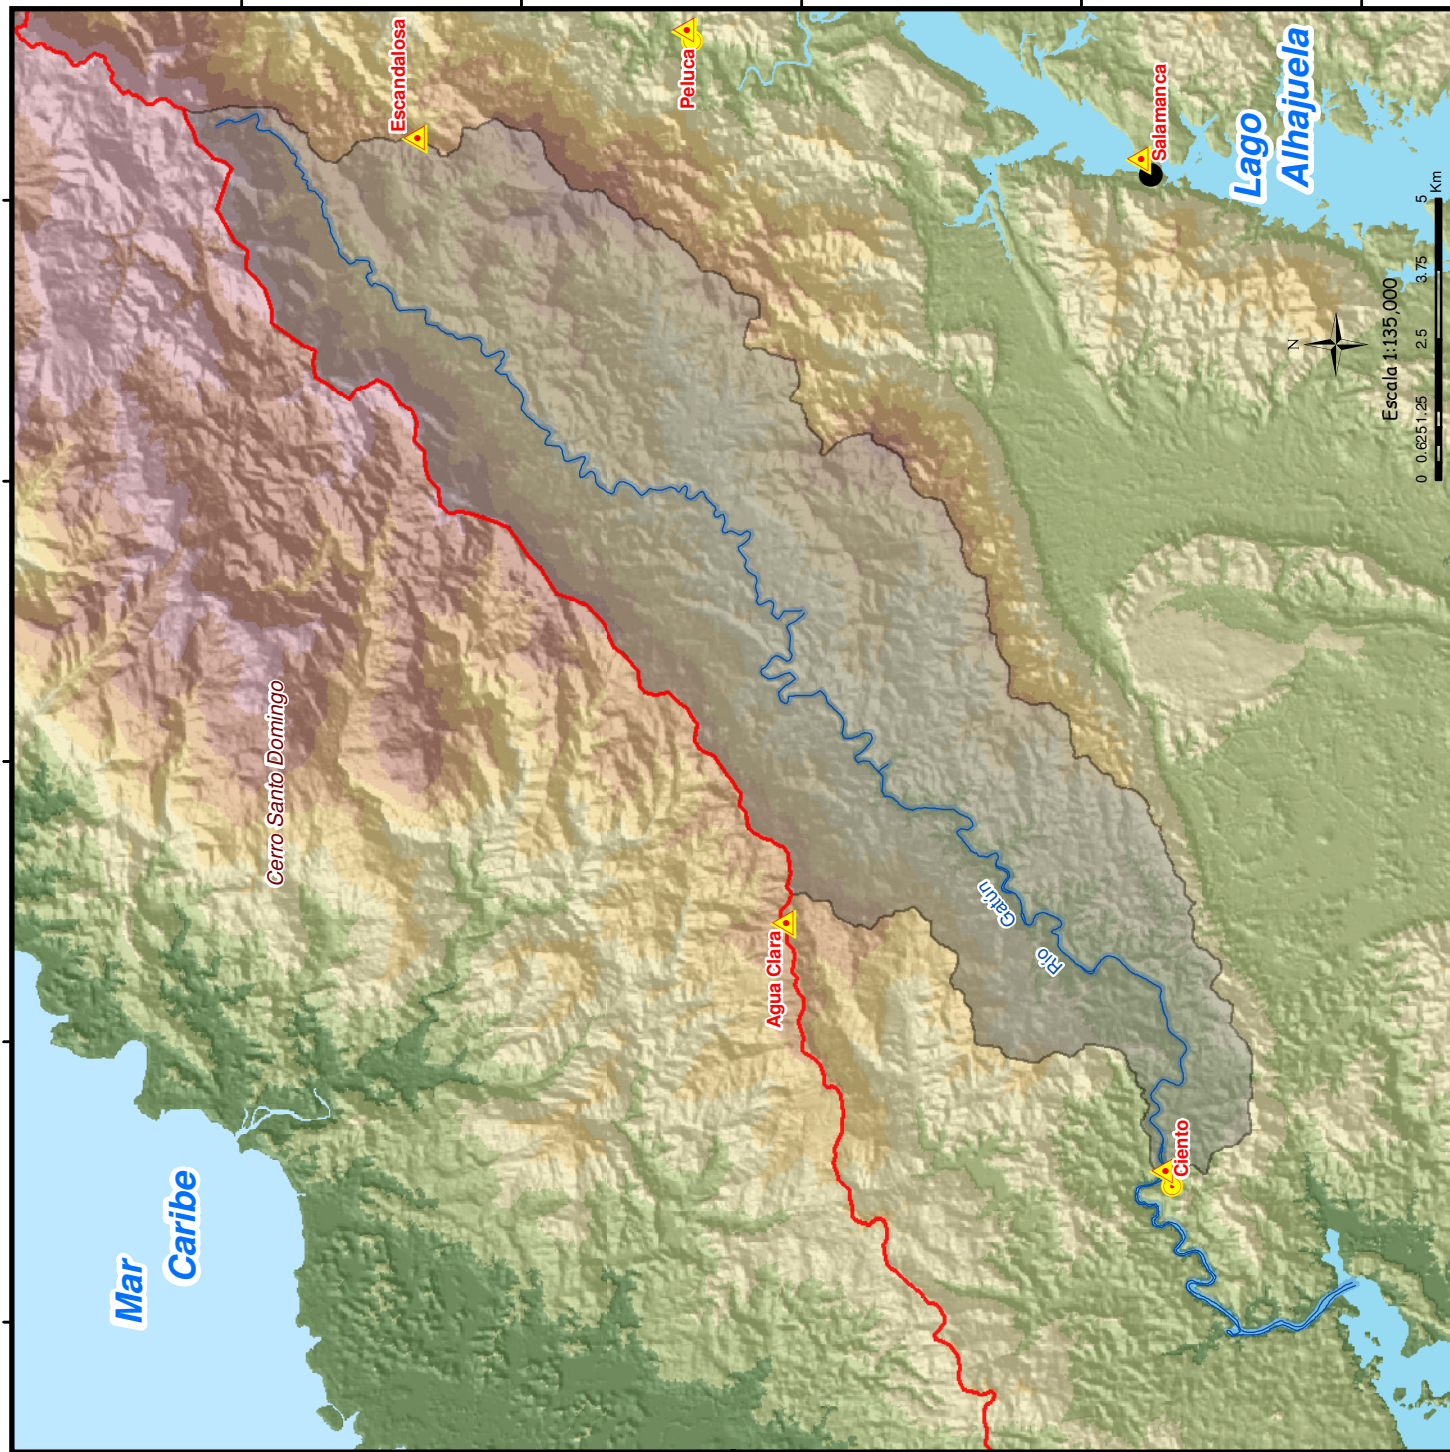 Escandalosa
Peluca
Salamanca
Lago
Alhajuela
Cerro Santo Domingo
Agua Clara
Mar
Caribe
Río
Gatún
Ciento
N
Escala 1:135,000
0 0.625 1.25 2.5 3.75 5
Km